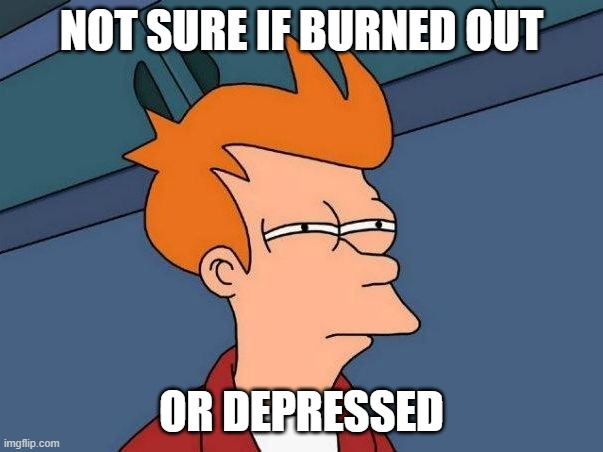 NOT SURE IF BURNED OUT
OR DEPRESSED
imgflip.com